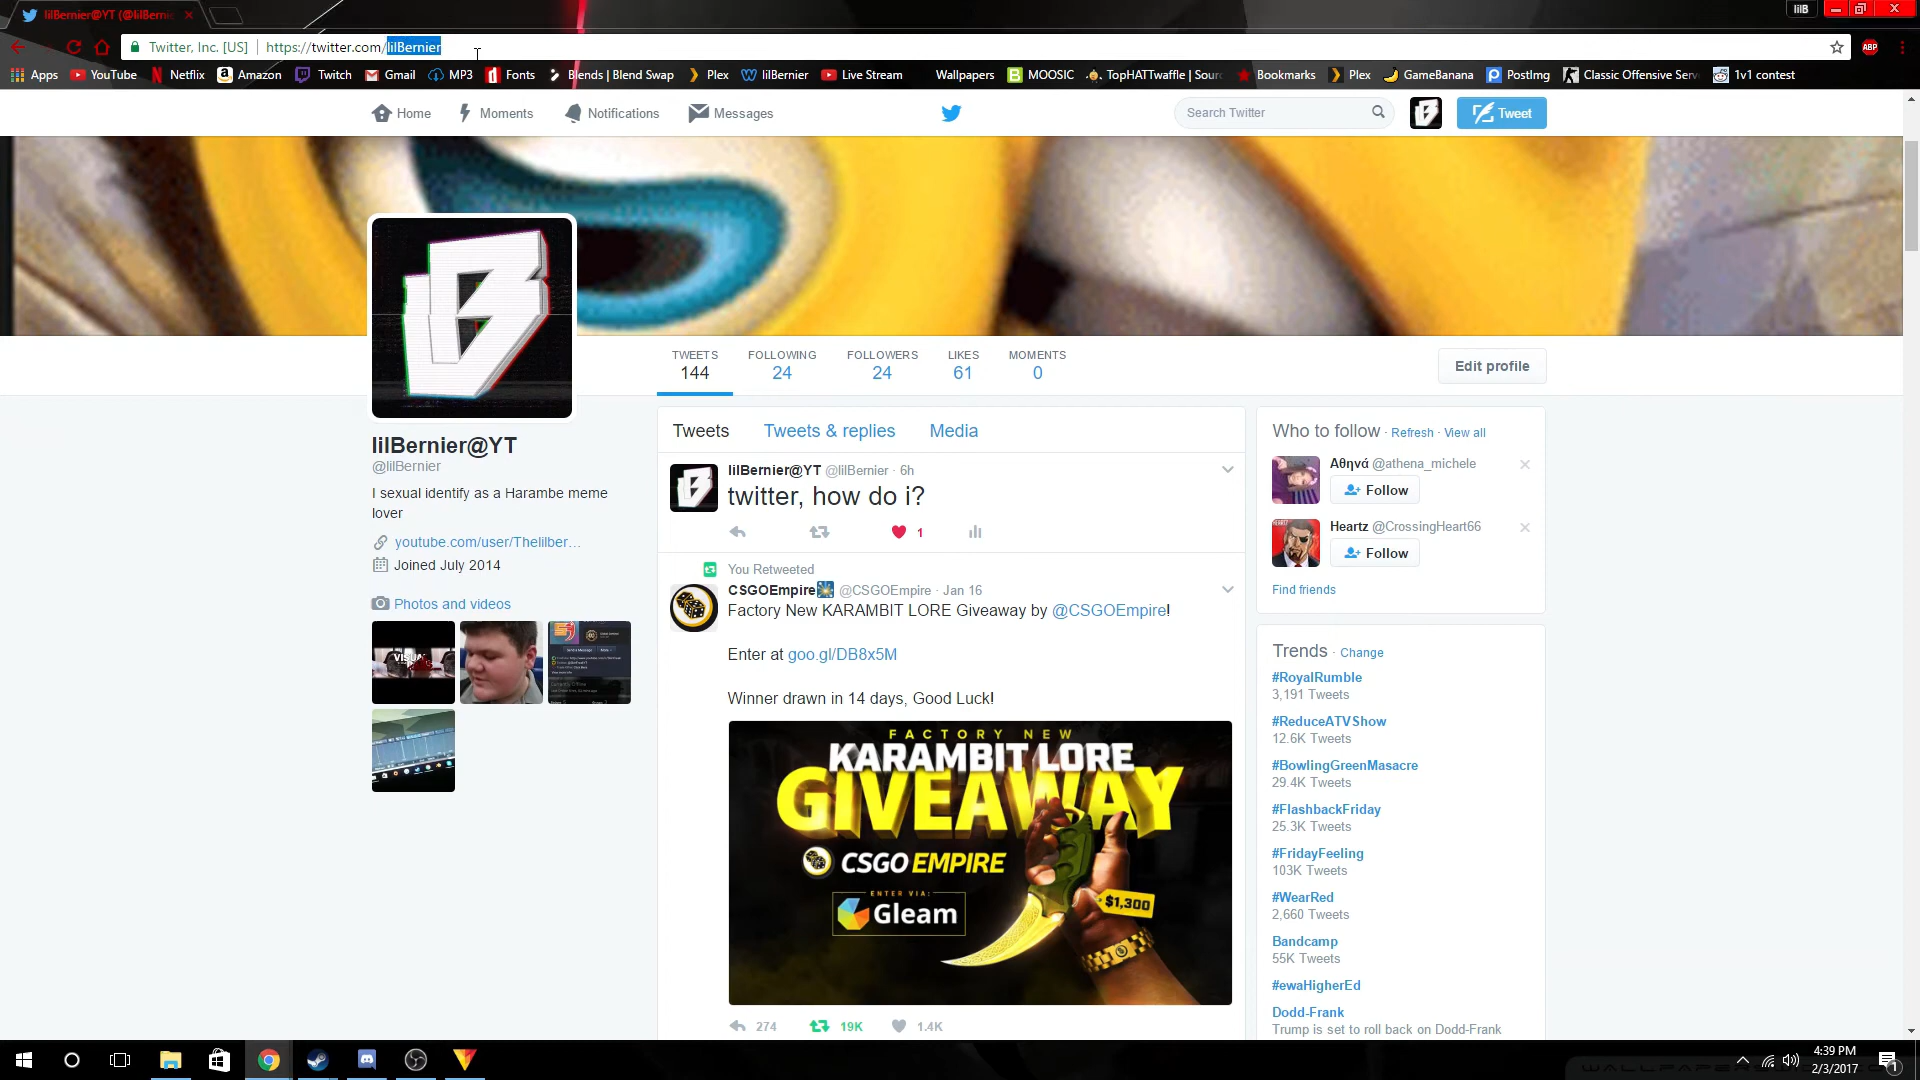 lilBernier@YT (@lilBernie
lilB
Twitter, Inc. [US] https://twitter.com/lilBernier
ABP
Apps YouTube Netflix Amazon Twitch Gmail MP3 Fonts Blends | Blend Swap Plex lilBernier Live Stream Wallpapers MOOSIC TopHATTwaffle | Sour Bookmarks Plex GameBanana PostImg Classic Offensive Serv 1v1 contest
Home Moments Notifications Messages Search Twitter Tweet
TWEETS FOLLOWING FOLLOWERS LIKES MOMENTS
144 24 24 61 0
Edit profile
lilBernier@YT
@lilBernier
I sexual identify as a Harambe meme
lover
youtube.com/user/Thelilber…
Joined July 2014
Photos and videos
VISUAL
Tweets Tweets & replies Media
lilBernier@YT @lilBernier · 6h
twitter, how do i?
1
You Retweeted
CSGOEmpire @CSGOEmpire · Jan 16
Factory New KARAMBIT LORE Giveaway by @CSGOEmpire!
Enter at goo.gl/DB8x5M
Winner drawn in 14 days, Good Luck!
FACTORY NEW
KARAMBIT LORE
GIVEAWAY
CSGO EMPIRE
ENTER VIA:
Gleam
$1,300
274 19K 1.4K
Who to follow · Refresh · View all
Αθηνά @athena_michele
Follow
Heartz @CrossingHeart66
Follow
Find friends
Trends · Change
#RoyalRumble
3,191 Tweets
#ReduceATVShow
12.6K Tweets
#BowlingGreenMasacre
29.4K Tweets
#FlashbackFriday
25.3K Tweets
#FridayFeeling
103K Tweets
#WearRed
2,660 Tweets
Bandcamp
55K Tweets
#ewaHigherEd
Dodd-Frank
Trump is set to roll back on Dodd-Frank
4:39 PM
2/3/2017
1